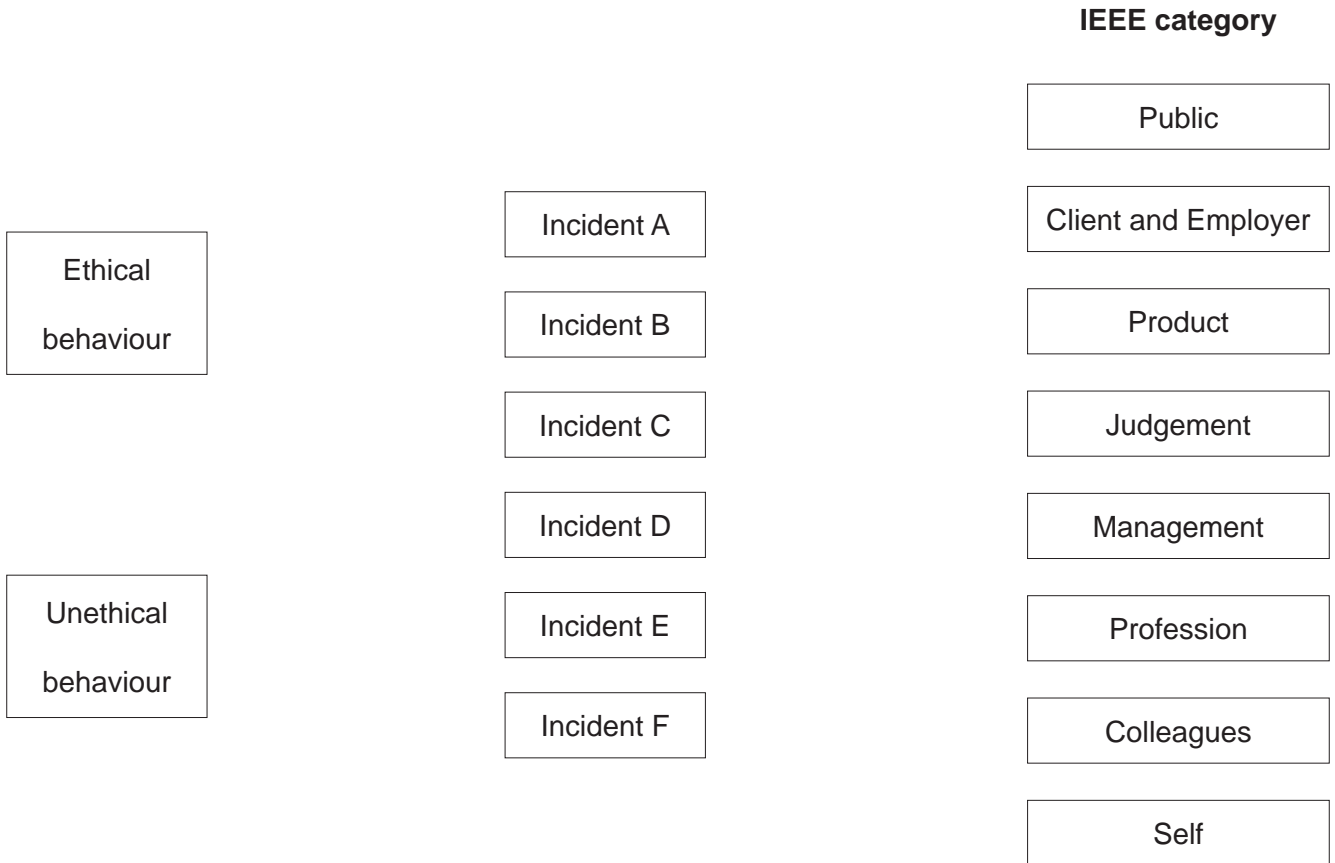 IEEE category
Ethical
behaviour
Unethical
behaviour
Incident A
Incident B
Incident C
Incident D
Incident E
Incident F
Public
Client and Employer
Product
Judgement
Management
Profession
Colleagues
Self